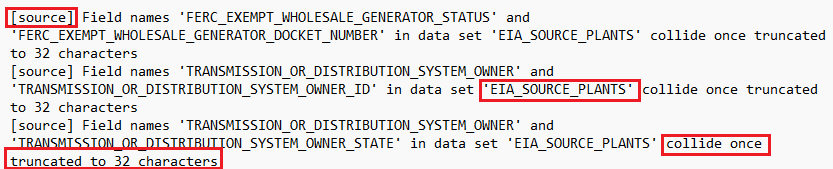 [source] Field names 'FERC_EXEMPT_WHOLESALE_GENERATOR_STATUS' and
'FERC_EXEMPT_WHOLESALE_GENERATOR_DOCKET_NUMBER' in data set 'EIA_SOURCE_PLANTS' collide once truncated
to 32 characters
[source] Field names 'TRANSMISSION_OR_DISTRIBUTION_SYSTEM_OWNER' and
'TRANSMISSION_OR_DISTRIBUTION_SYSTEM_OWNER_ID' in data set 'EIA_SOURCE_PLANTS' collide once truncated
to 32 characters
[source] Field names 'TRANSMISSION_OR_DISTRIBUTION_SYSTEM_OWNER' and
'TRANSMISSION_OR_DISTRIBUTION_SYSTEM_OWNER_STATE' in data set 'EIA_SOURCE_PLANTS' collide once
truncated to 32 characters